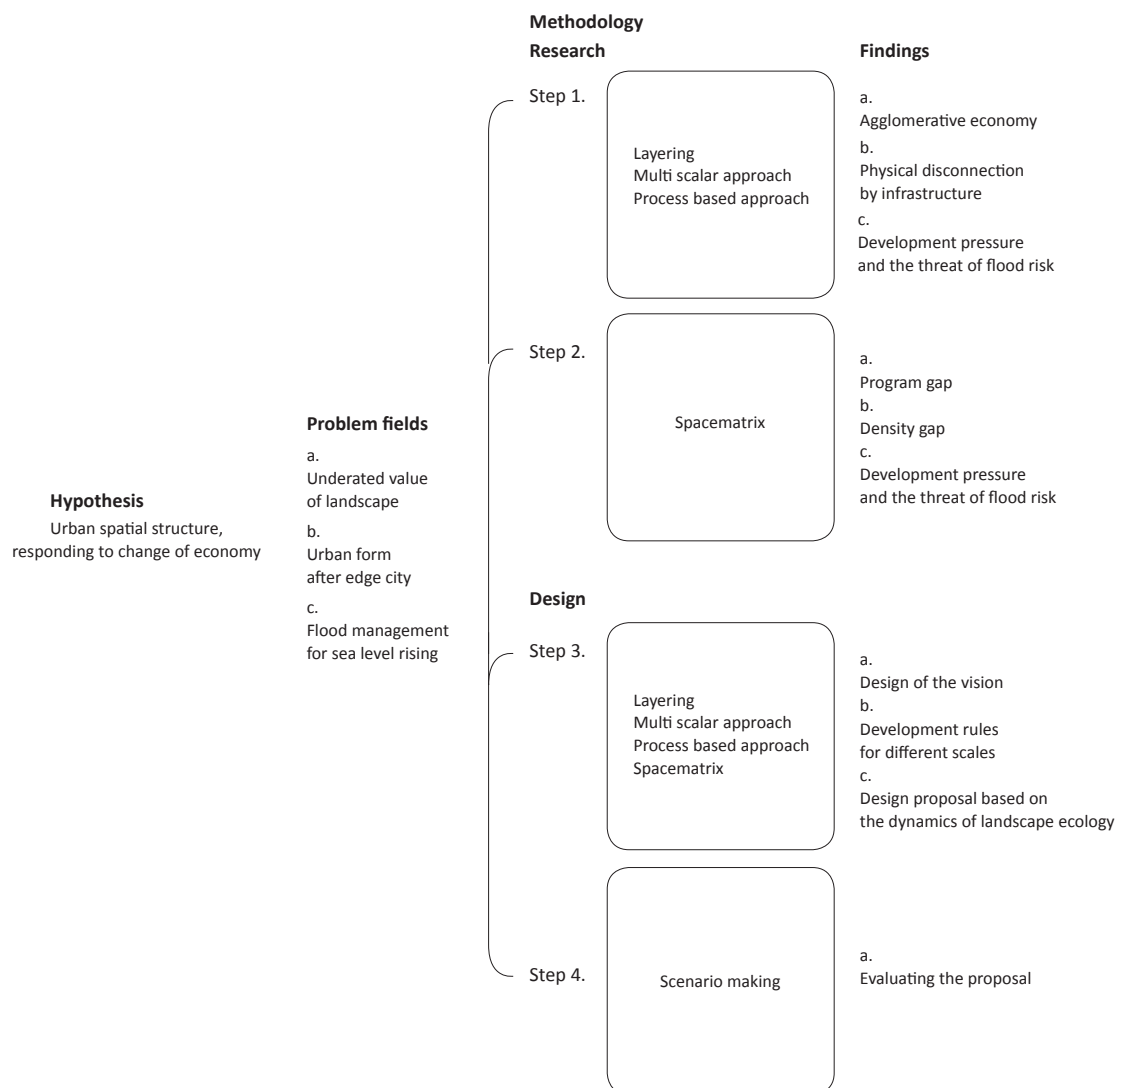 Methodology
Research
Findings
Step 1.
Layering
Multi scalar approach
Process based approach
a.
Agglomerative economy
b.
Physical disconnection
by infrastructure
c.
Development pressure
and the threat of flood risk
Step 2.
Spacematrix
a.
Program gap
b.
Density gap
c.
Development pressure
and the threat of flood risk
Problem fields
a.
Underated value
of landscape
b.
Urban form
after edge city
c.
Flood management
for sea level rising
Hypothesis
Urban spatial structure,
responding to change of economy
Design
Step 3.
Layering
Multi scalar approach
Process based approach
Spacematrix
a.
Design of the vision
b.
Development rules
for different scales
c.
Design proposal based on
the dynamics of landscape ecology
Step 4.
Scenario making
a.
Evaluating the proposal